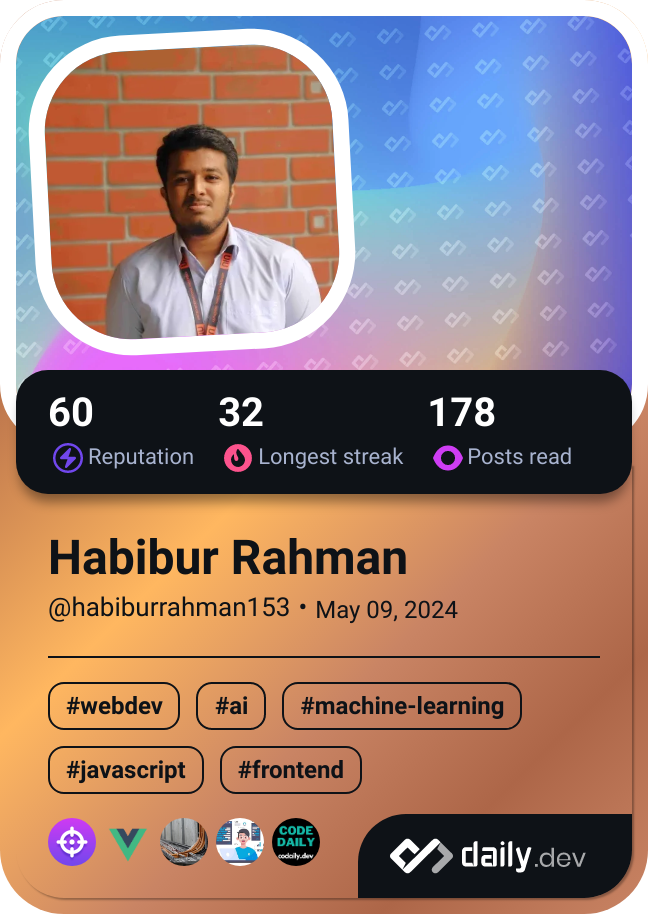 60 32 178
Reputation Longest streak Posts read
Habibur Rahman
@habiburrahman153 • May 09, 2024
#webdev #ai #machine-learning
#javascript #frontend
CODE
DAILY
codaily.dev
daily.dev